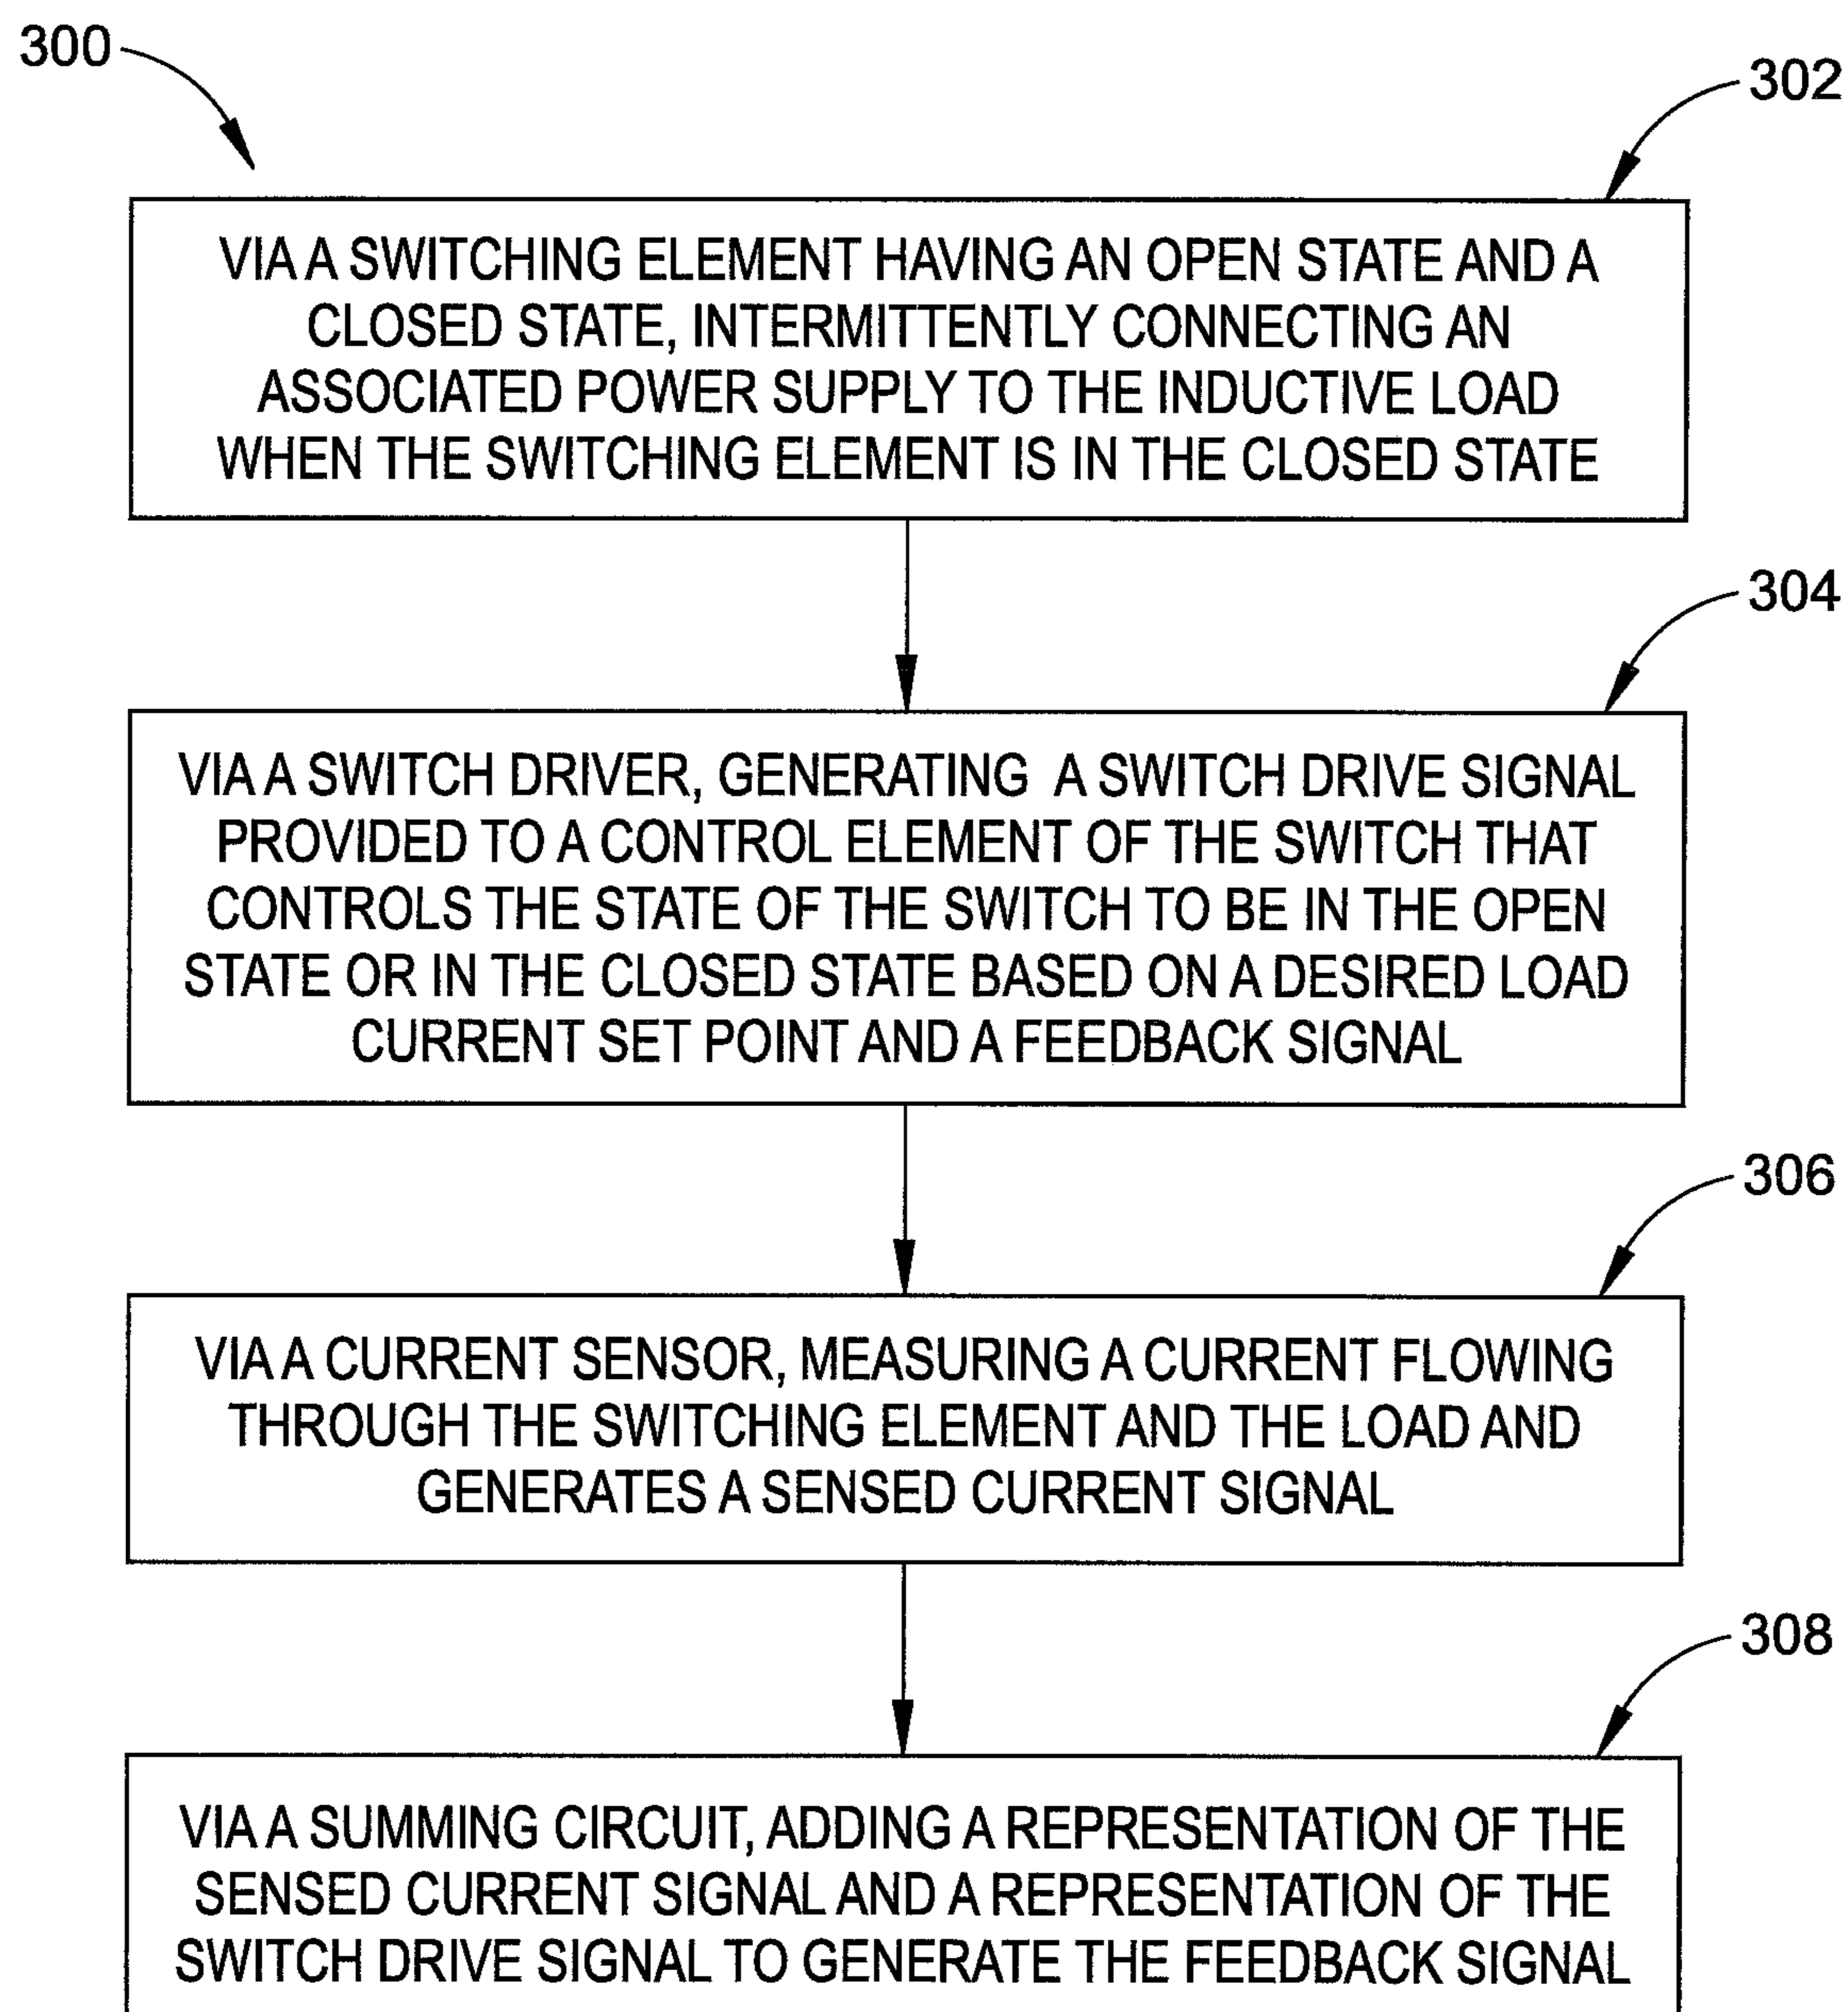 300
302
VIA A SWITCHING ELEMENT HAVING AN OPEN STATE AND A
CLOSED STATE, INTERMITTENTLY CONNECTING AN
ASSOCIATED POWER SUPPLY TO THE INDUCTIVE LOAD
WHEN THE SWITCHING ELEMENT IS IN THE CLOSED STATE
304
VIA A SWITCH DRIVER, GENERATING A SWITCH DRIVE SIGNAL
PROVIDED TO A CONTROL ELEMENT OF THE SWITCH THAT
CONTROLS THE STATE OF THE SWITCH TO BE IN THE OPEN
STATE OR IN THE CLOSED STATE BASED ON A DESIRED LOAD
CURRENT SET POINT AND A FEEDBACK SIGNAL
306
VIA A CURRENT SENSOR, MEASURING A CURRENT FLOWING
THROUGH THE SWITCHING ELEMENT AND THE LOAD AND
GENERATES A SENSED CURRENT SIGNAL
308
VIA A SUMMING CIRCUIT, ADDING A REPRESENTATION OF THE
SENSED CURRENT SIGNAL AND A REPRESENTATION OF THE
SWITCH DRIVE SIGNAL TO GENERATE THE FEEDBACK SIGNAL